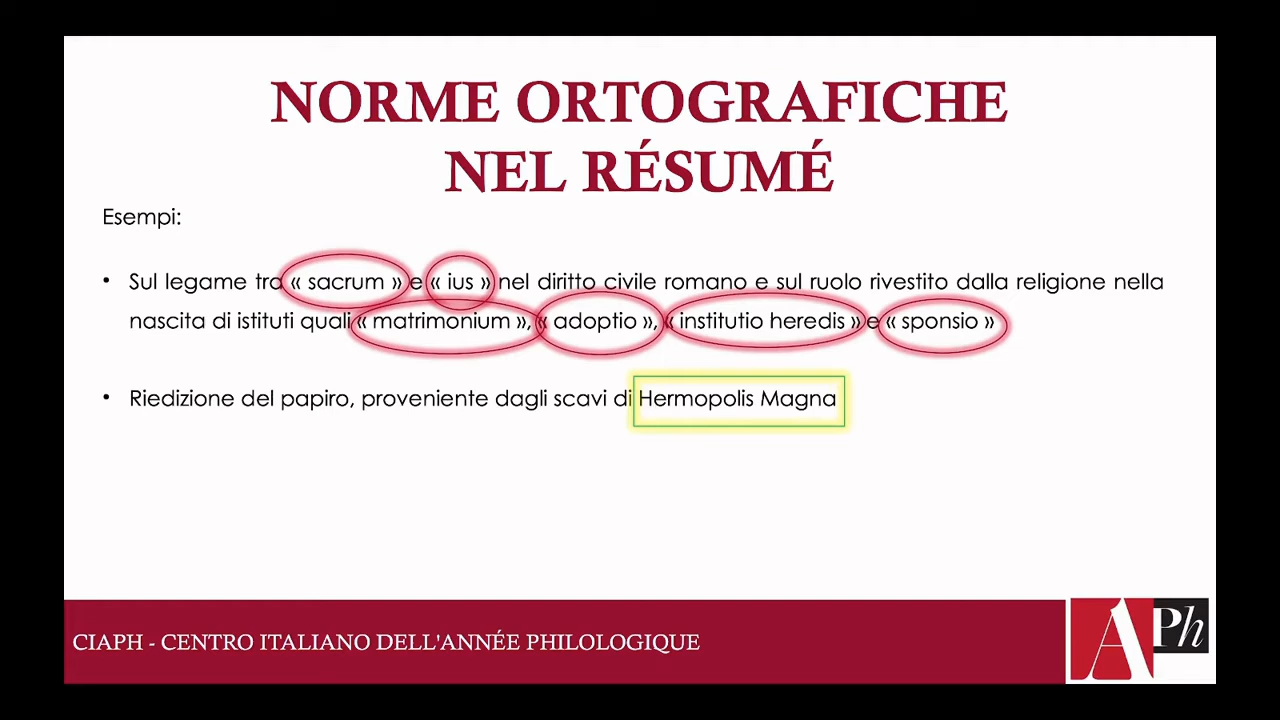 NORME ORTOGRAFICHE
NEL RÉSUMÉ
Esempi:
• Sul legame tra « sacrum » e « ius » nel diritto civile romano e sul ruolo rivestito dalla religione nella
nascita di istituti quali « matrimonium », « adoptio », « institutio heredis » e « sponsio »
• Riedizione del papiro, proveniente dagli scavi di Hermopolis Magna
CIAPH - CENTRO ITALIANO DELL'ANNÉE PHILOLOGIQUE
APh